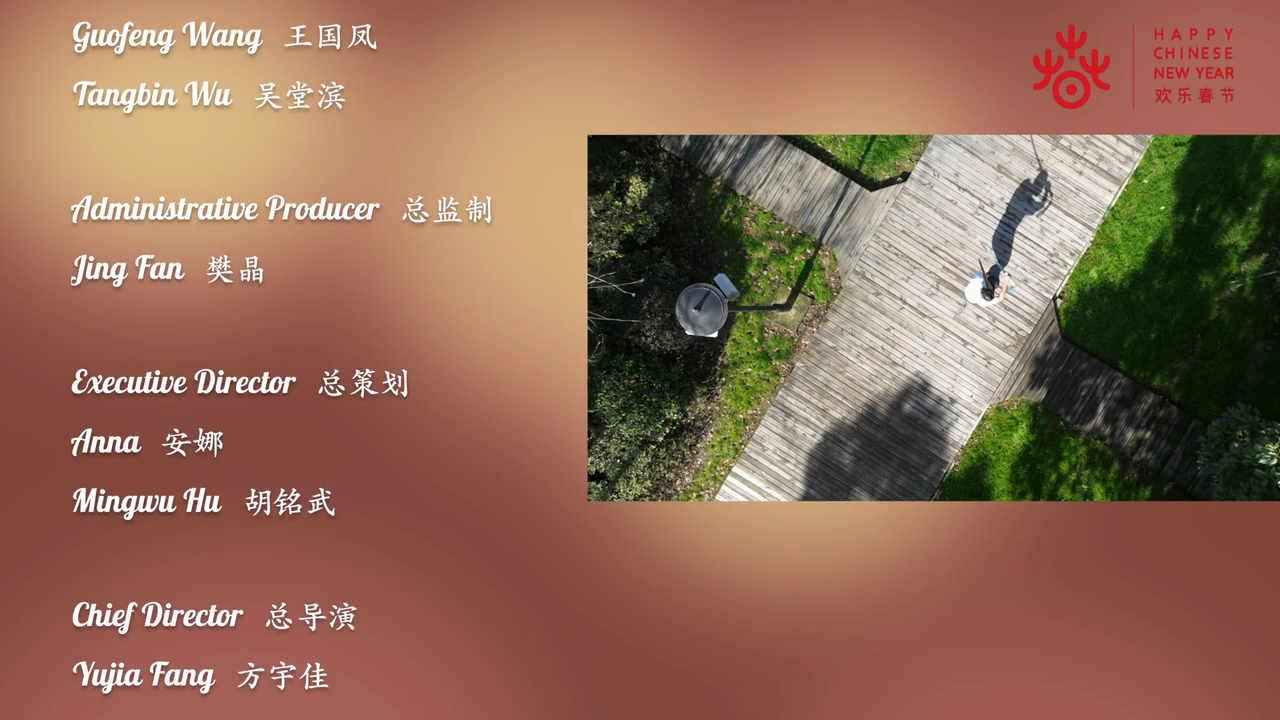 Guofeng Wang 王国凤
Tangbin Wu 吴堂滨
Administrative Producer 总监制
Jing Fan 樊晶
Executive Director 总策划
Anna 安娜
Mingwu Hu 胡铭武
Chief Director 总导演
Yujia Fang 方宇佳
HAPPY
CHINESE
NEW YEAR
欢乐春节